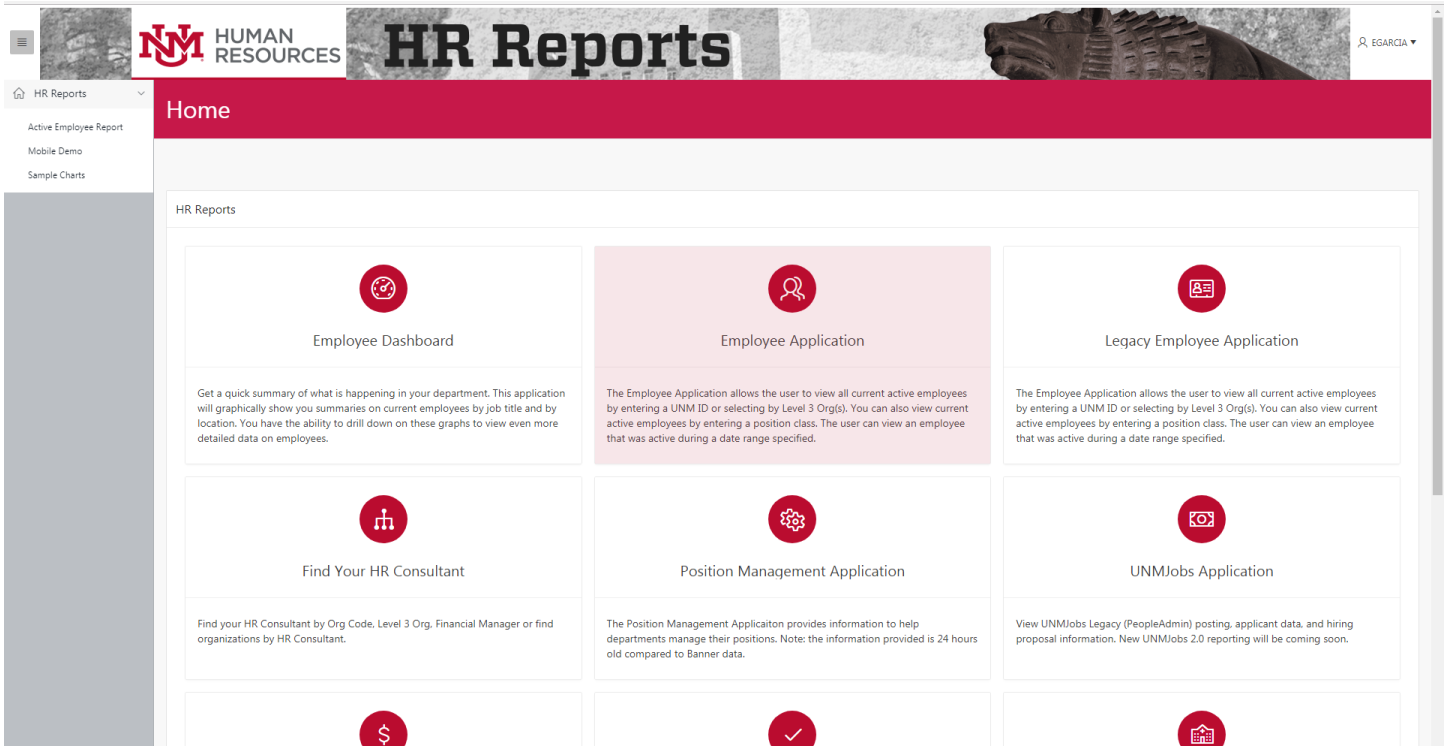 UNM HUMAN
RESOURCES
HR Reports
EGARCIA
HR Reports
Active Employee Report
Mobile Demo
Sample Charts
Home
HR Reports
Employee Dashboard
Get a quick summary of what is happening in your department. This application
will graphically show you summaries on current employees by job title and by
location. You have the ability to drill down on these graphs to view even more
detailed data on employees.
Employee Application
The Employee Application allows the user to view all current active employees
by entering a UNM ID or selecting by Level 3 Org(s). You can also view current
active employees by entering a position class. The user can view an employee
that was active during a date range specified.
Legacy Employee Application
The Employee Application allows the user to view all current active employees
by entering a UNM ID or selecting by Level 3 Org(s). You can also view current
active employees by entering a position class. The user can view an employee
that was active during a date range specified.
Find Your HR Consultant
Find your HR Consultant by Org Code, Level 3 Org, Financial Manager or find
organizations by HR Consultant.
Position Management Application
The Position Management Applicaiton provides information to help
departments manage their positions. Note: the information provided is 24 hours
old compared to Banner data.
UNMJobs Application
View UNMJobs Legacy (PeopleAdmin) posting, applicant data, and hiring
proposal information. New UNMJobs 2.0 reporting will be coming soon.